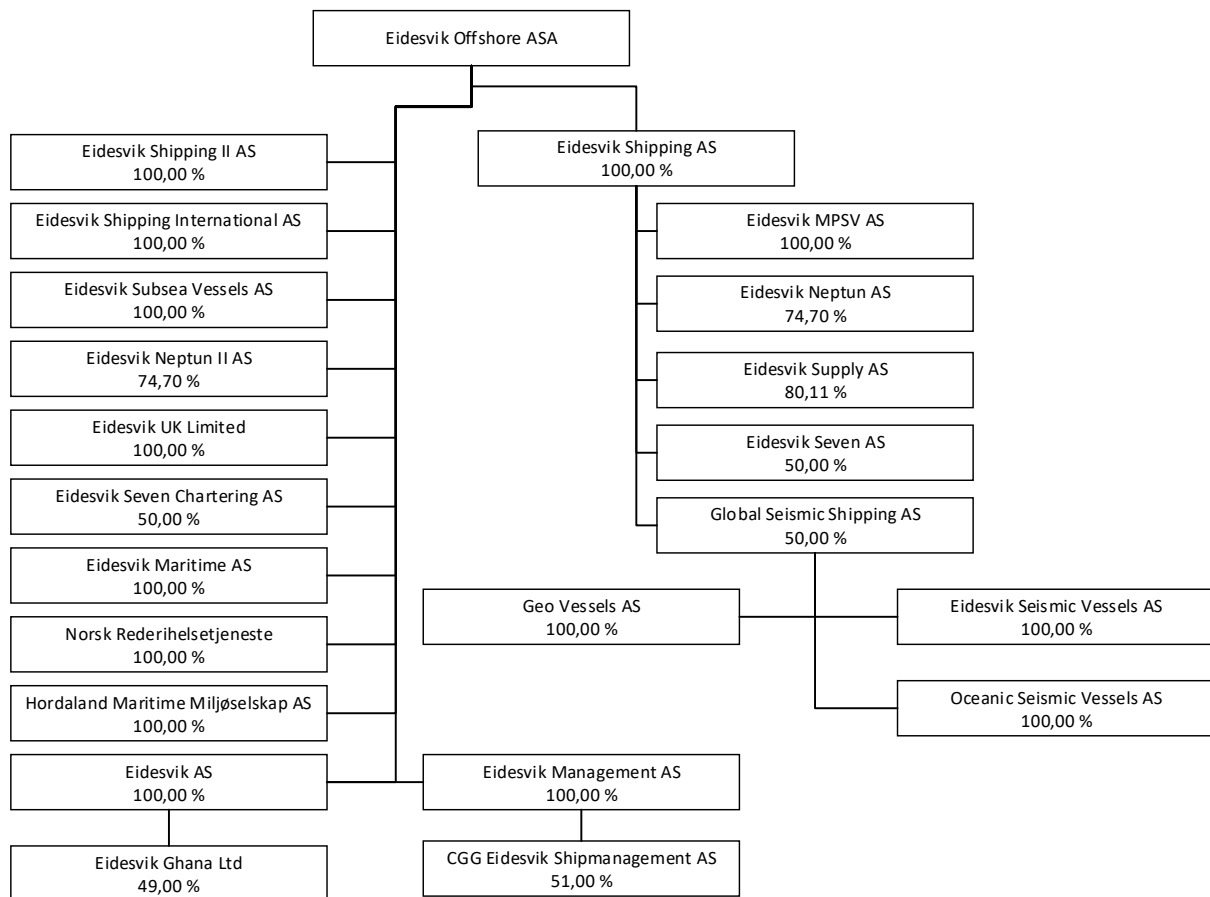 Eidesvik Offshore ASA
Eidesvik Shipping II AS
100,00 %
Eidesvik Shipping AS
100,00 %
Eidesvik Shipping International AS
100,00 %
Eidesvik MPSV AS
100,00 %
Eidesvik Subsea Vessels AS
100,00 %
Eidesvik Neptun AS
74,70 %
Eidesvik Neptun II AS
74,70 %
Eidesvik Supply AS
80,11 %
Eidesvik UK Limited
100,00 %
Eidesvik Seven AS
50,00 %
Eidesvik Seven Chartering AS
50,00 %
Global Seismic Shipping AS
50,00 %
Eidesvik Maritime AS
100,00 %
Geo Vessels AS
100,00 %
Eidesvik Seismic Vessels AS
100,00 %
Norsk Rederihelsetjeneste
100,00 %
Hordaland Maritime Miljøselskap AS
100,00 %
Oceanic Seismic Vessels AS
100,00 %
Eidesvik AS
100,00 %
Eidesvik Management AS
100,00 %
Eidesvik Ghana Ltd
49,00 %
CGG Eidesvik Shipmanagement AS
51,00 %